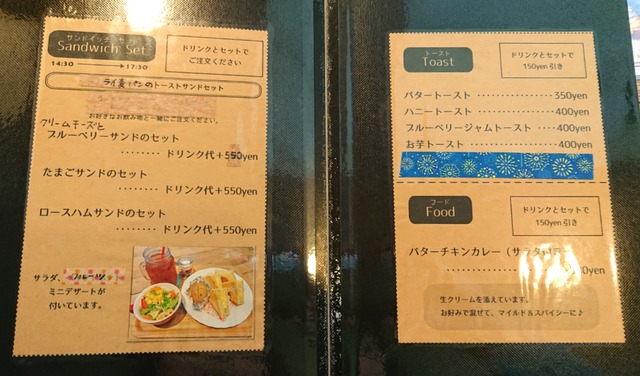 サンドイッチ セット
Sandwich Set
14:30 → 17:30
ドリンクとセットで
ご注文ください
ライ麦パンのトーストサンドセット
お好きなお飲み物と一緒にご注文ください。
クリームチーズと
ブルーベリーサンドのセット
‥‥‥‥ ドリンク代+550yen
たまごサンドのセット
‥‥‥‥ ドリンク代+550yen
ロースハムサンドのセット
‥‥‥‥ ドリンク代+550yen
サラダ、フルーツ、
ミニデザートが
付いています。
トースト
Toast
ドリンクとセットで
150yen 引き
バタートースト ‥‥‥‥‥‥ 350yen
ハニートースト ‥‥‥‥‥‥ 400yen
ブルーベリージャムトースト ‥‥ 400yen
お芋トースト ‥‥‥‥‥‥ 400yen
フード
Food
ドリンクとセットで
150yen 引き
バターチキンカレー(サラダ
yen
生クリームを添えています。
お好みで混ぜて、マイルド&スパイシーに♪